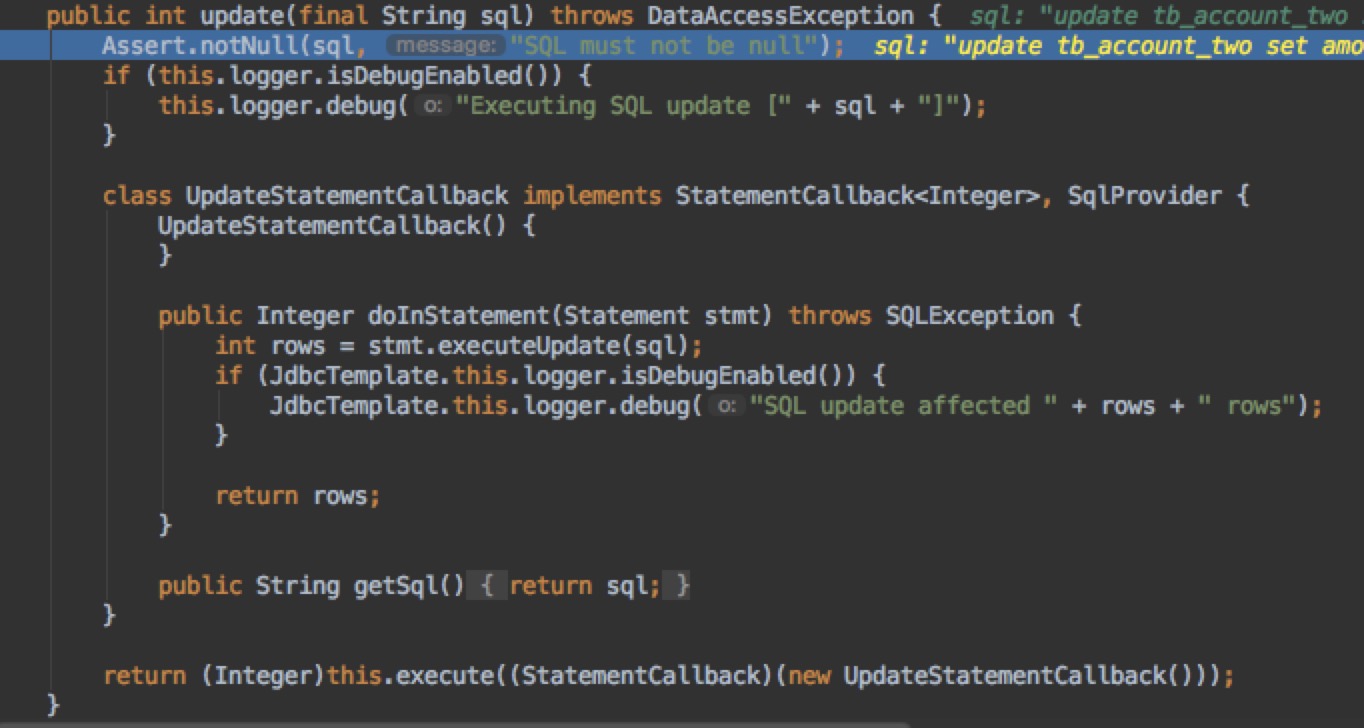 public int update(final String sql) throws DataAccessException {  sql: "update tb_account_two
    Assert.notNull(sql, message: "SQL must not be null");  sql: "update tb_account_two set amo
    if (this.logger.isDebugEnabled()) {
        this.logger.debug( o: "Executing SQL update [" + sql + "]");
    }
    class UpdateStatementCallback implements StatementCallback<Integer>, SqlProvider {
        UpdateStatementCallback() {
        }
        public Integer doInStatement(Statement stmt) throws SQLException {
            int rows = stmt.executeUpdate(sql);
            if (JdbcTemplate.this.logger.isDebugEnabled()) {
                JdbcTemplate.this.logger.debug( o: "SQL update affected " + rows + " rows");
            }
            return rows;
        }
        public String getSql() { return sql; }
    }
    return (Integer)this.execute((StatementCallback)(new UpdateStatementCallback()));
}